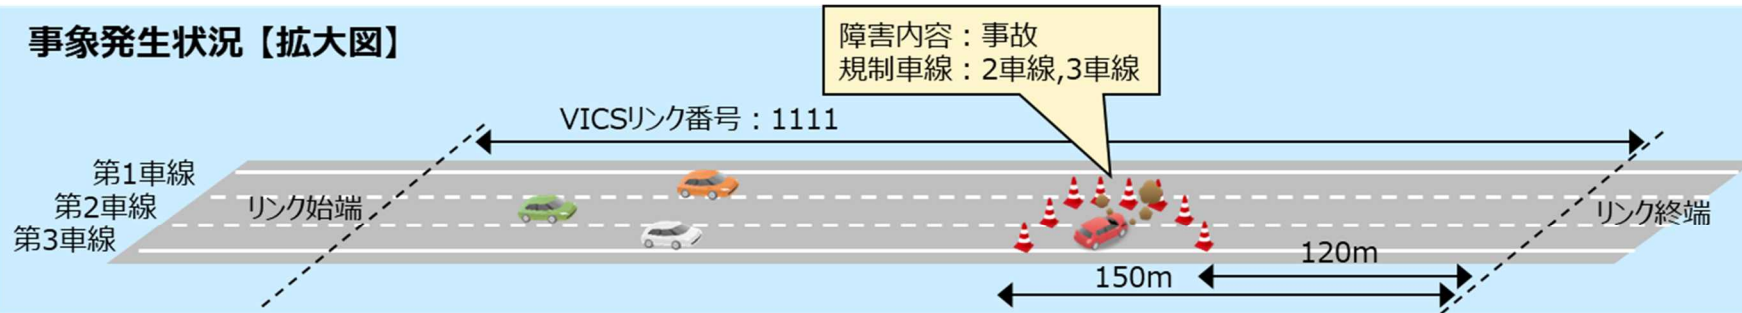 事象発生状況【拡大図】
障害内容：事故
規制車線：2車線,3車線
VICSリンク番号：1111
第1車線
第2車線
第3車線
リンク始端
リンク終端
120m
150m